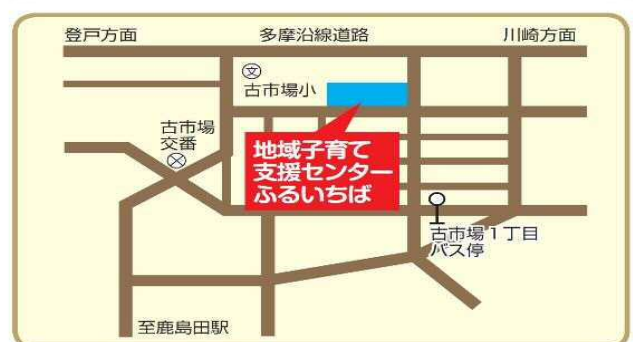 登戸方面
多摩沿線道路
川崎方面
文
古市場小
古市場
交番
地域子育て
支援センター
ふるいちば
古市場１丁目
バス停
至鹿島田駅